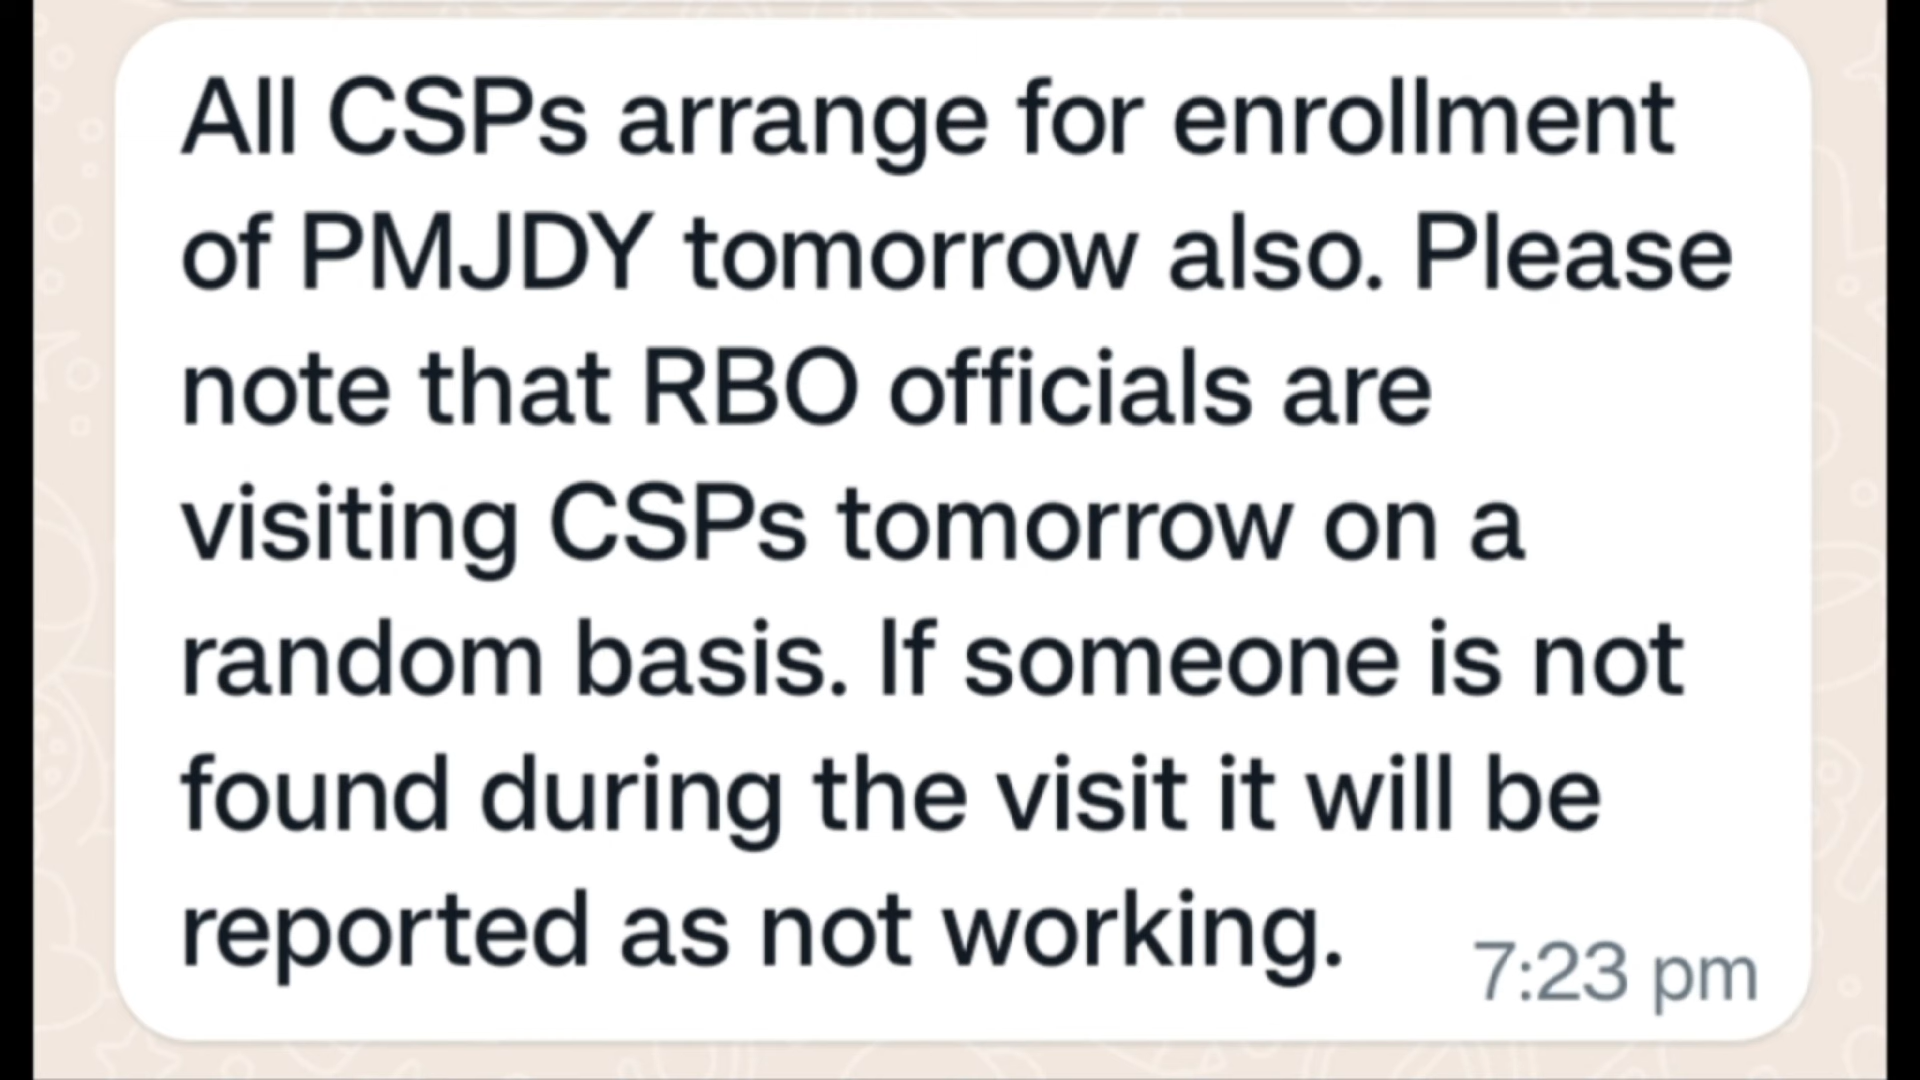 All CSPs arrange for enrollment
of PMJDY tomorrow also. Please
note that RBO officials are
visiting CSPs tomorrow on a
random basis. If someone is not
found during the visit it will be
reported as not working.
7:23 pm